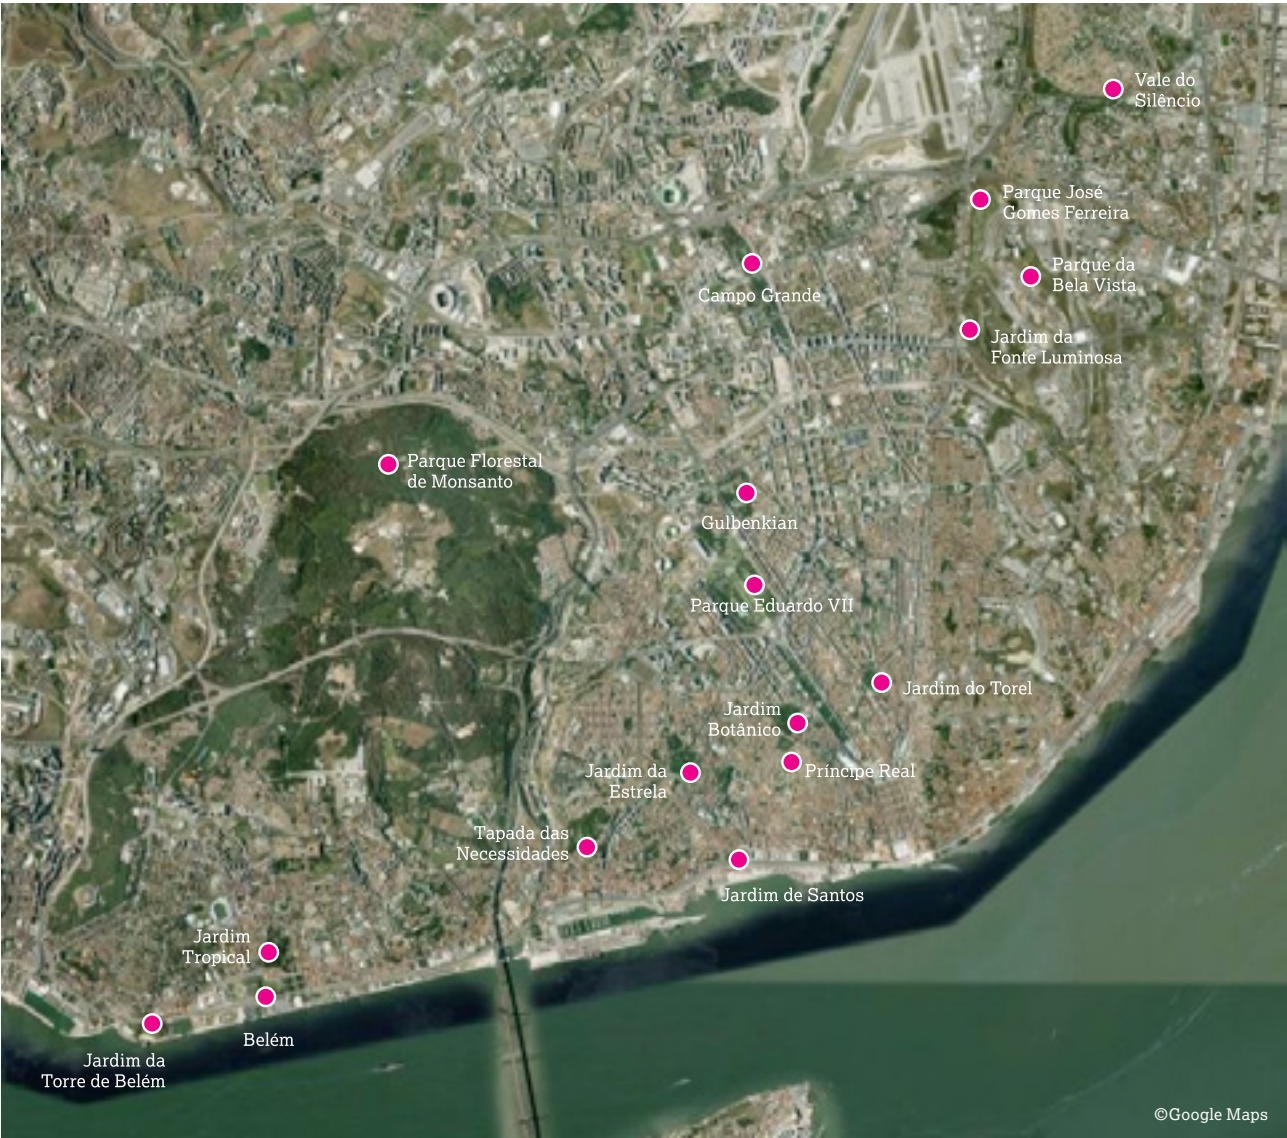 Vale do
Silêncio
Parque José
Gomes Ferreira
Parque da
Bela Vista
Campo Grande
Jardim da
Fonte Luminosa
Parque Florestal
de Monsanto
Gulbenkian
Parque Eduardo VII
Jardim do Torel
Jardim
Botânico
Príncipe Real
Jardim da
Estrela
Tapada das
Necessidades
Jardim de Santos
Jardim
Tropical
Belém
Jardim da
Torre de Belém
©Google Maps